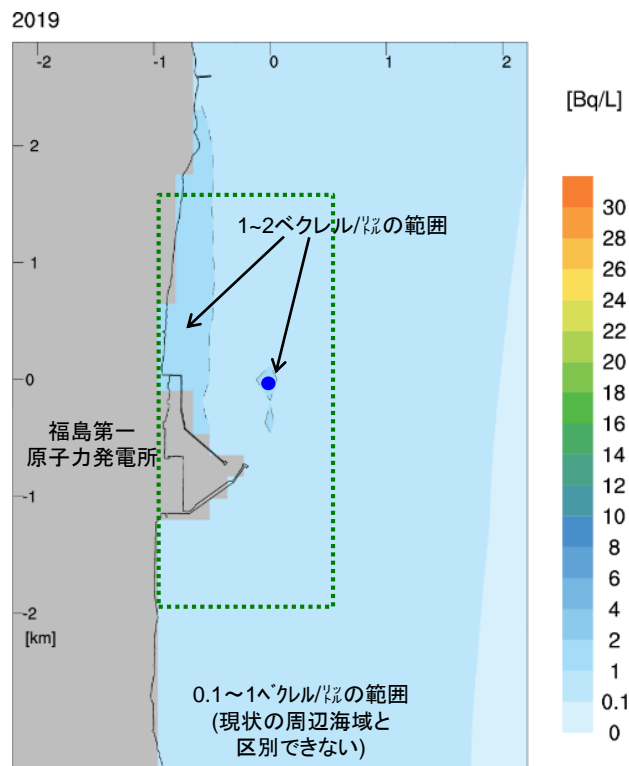 2019
-2 -1 0 1 2
[Bq/L]
2
1
0
-1
-2
[km]
1~2ベクレル/㍑の範囲
福島第一
原子力発電所
0.1～1ﾍﾞｸﾚﾙ/㍑の範囲
(現状の周辺海域と
区別できない)
30
28
26
24
22
20
18
16
14
12
10
8
6
4
2
1
0.1
0